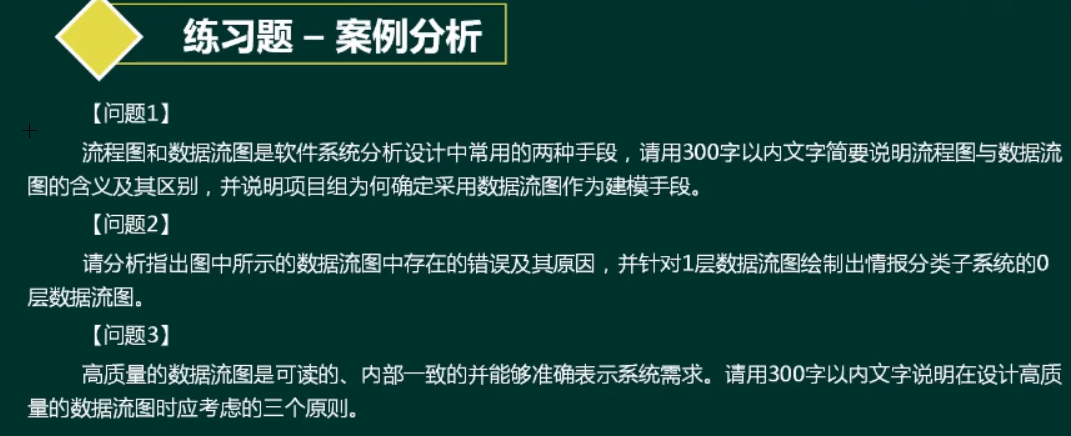 练习题 – 案例分析
【问题1】
流程图和数据流图是软件系统分析设计中常用的两种手段，请用300字以内文字简要说明流程图与数据流
图的含义及其区别，并说明项目组为何确定采用数据流图作为建模手段。
【问题2】
请分析指出图中所示的数据流图中存在的错误及其原因，并针对1层数据流图绘制出情报分类子系统的0
层数据流图。
【问题3】
高质量的数据流图是可读的、内部一致的并能够准确表示系统需求。请用300字以内文字说明在设计高质
量的数据流图时应考虑的三个原则。